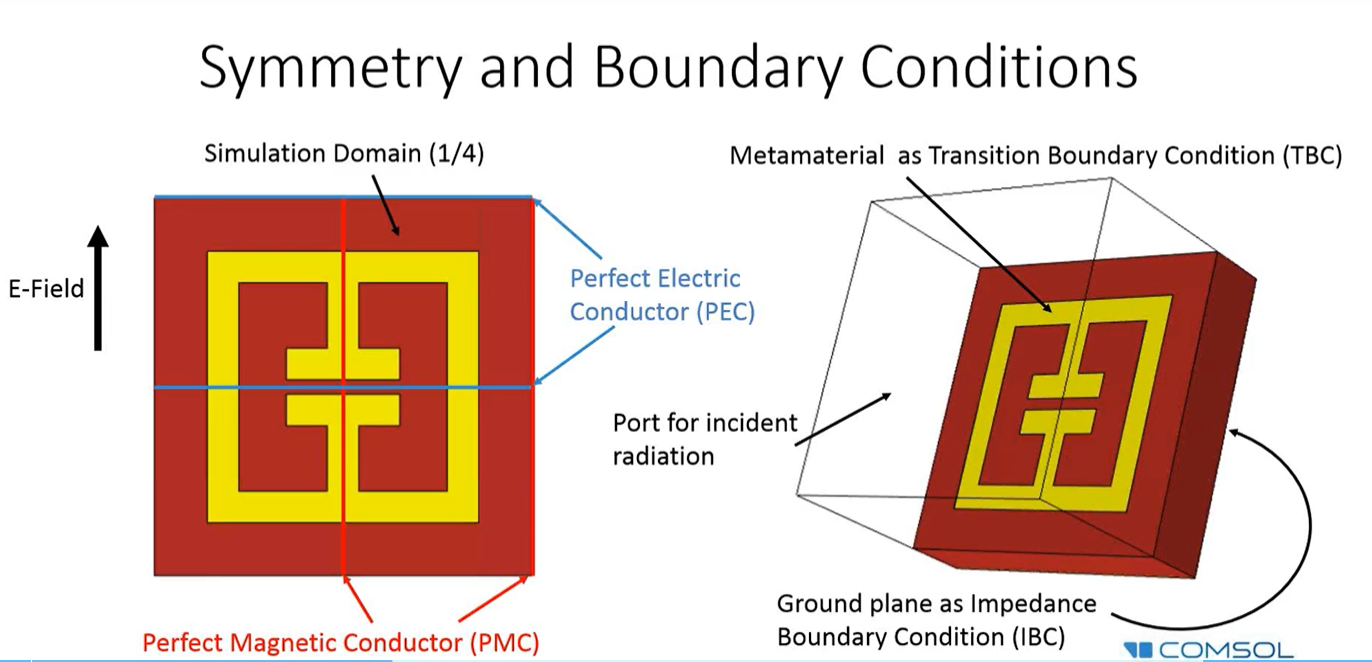 Symmetry and Boundary Conditions
Simulation Domain (1/4)
Metamaterial as Transition Boundary Condition (TBC)
E-Field
Perfect Electric
Conductor (PEC)
Port for incident
radiation
Ground plane as Impedance
Boundary Condition (IBC)
Perfect Magnetic Conductor (PMC)
COMSOL